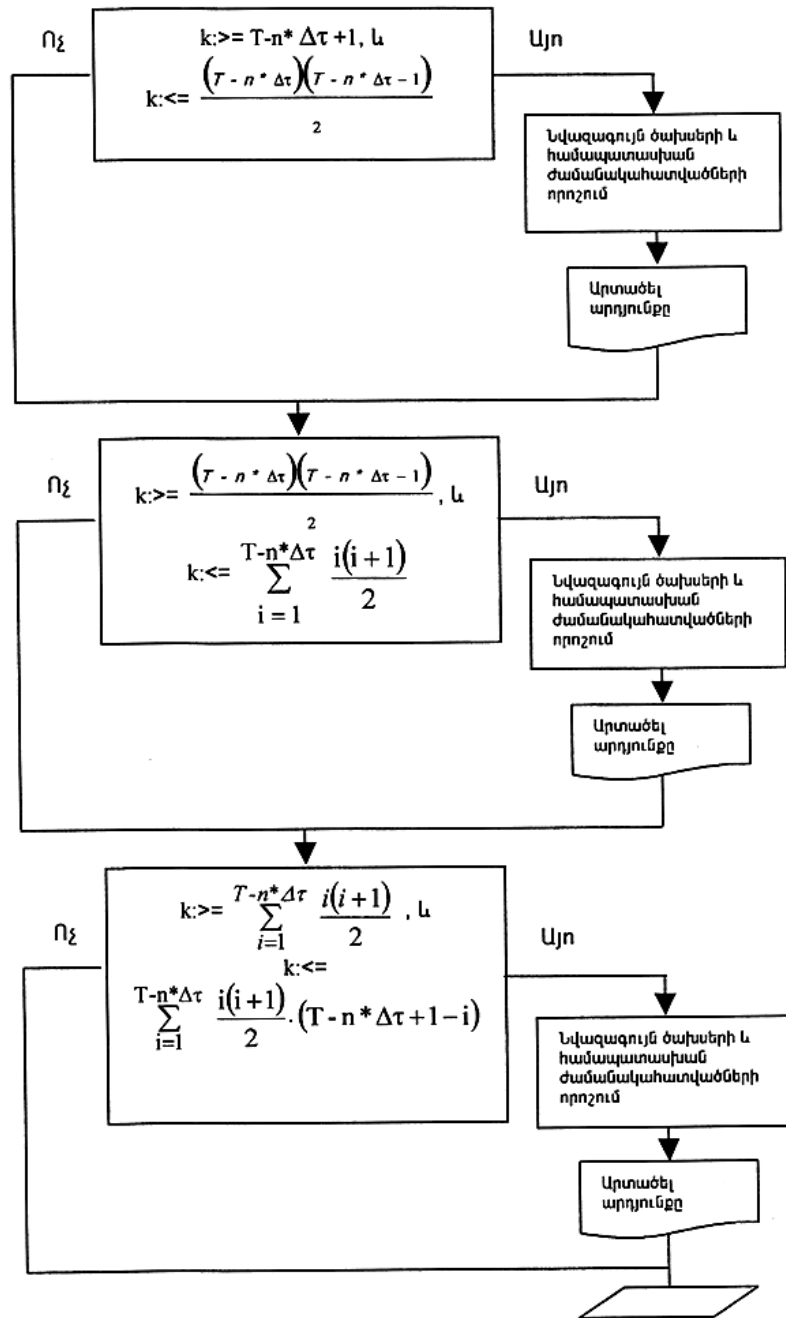 Ոչ
k:>= T-n* Δτ +1, և
k:<= (T - n * Δτ)(T - n * Δτ - 1) / 2
Այո
Նվազագույն ծախսերի և
համապատասխան
ժամանակահատվածների
որոշում
Արտածել
արդյունքը
Ոչ
k:>= (T - n * Δτ)(T - n * Δτ - 1) / 2 , և
k:<= T-n*Δτ ∑ i = 1 i(i + 1) / 2
Այո
Նվազագույն ծախսերի և
համապատասխան
ժամանակահատվածների
որոշում
Արտածել
արդյունքը
Ոչ
k:>= T-n*Δτ ∑ i=1 i(i + 1) / 2 , և
k:<=
T-n*Δτ ∑ i=1 i(i + 1) / 2 · (T - n * Δτ + 1 − i)
Այո
Նվազագույն ծախսերի և
համապատասխան
ժամանակահատվածների
որոշում
Արտածել
արդյունքը